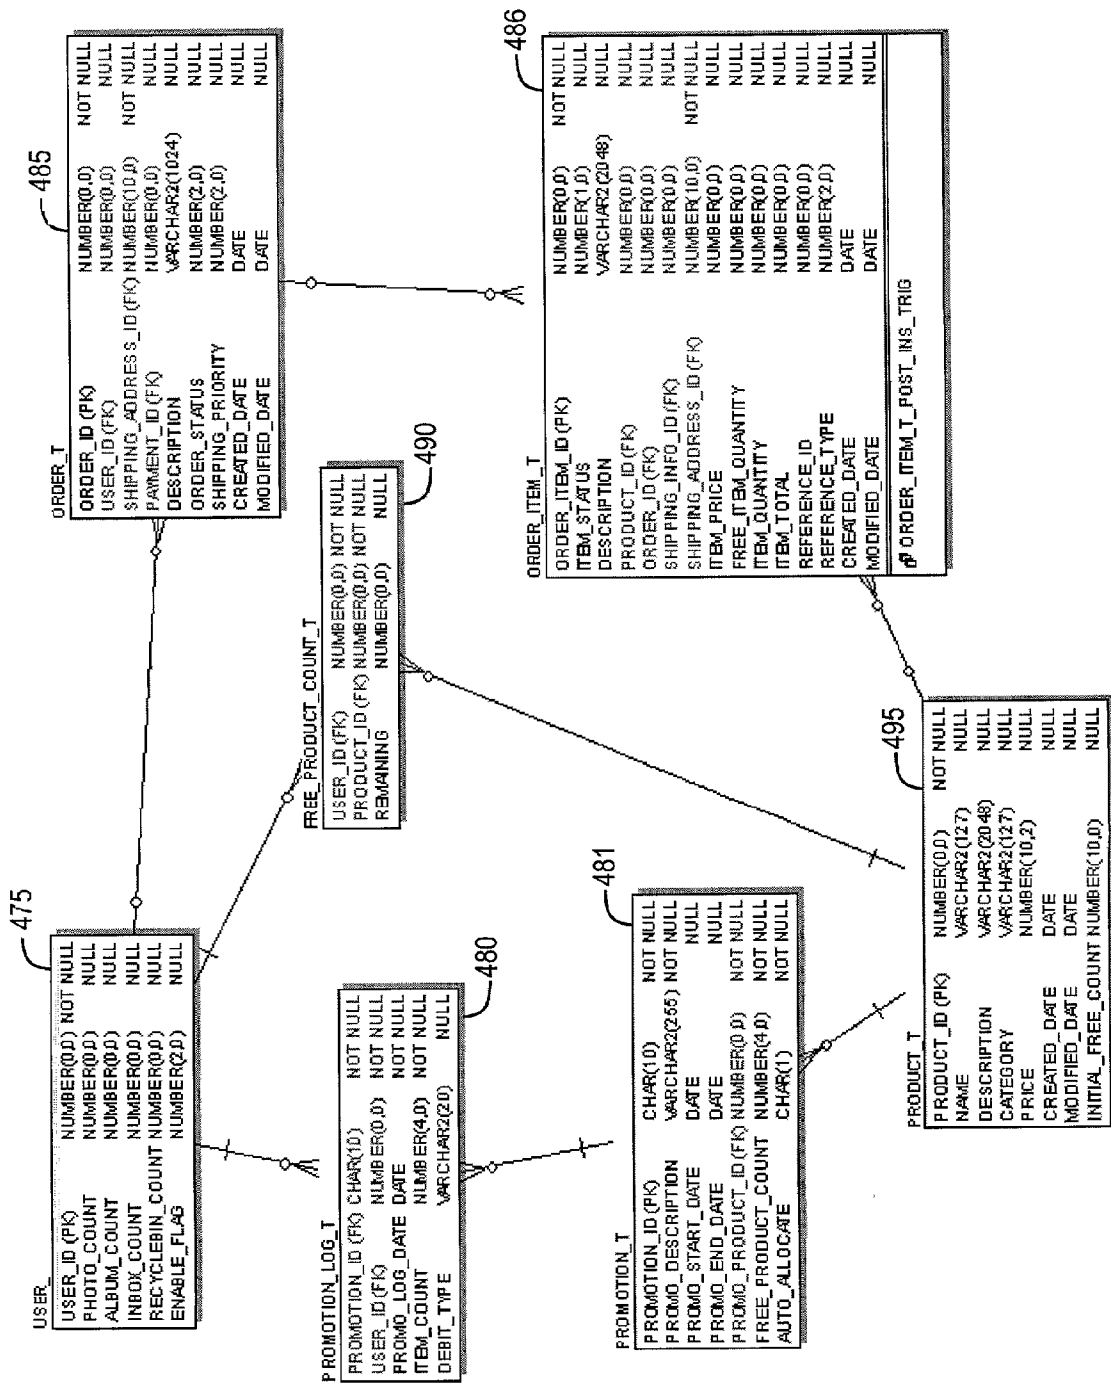 USER_
475
USER_ID (PK) NUMBER(0,0) NOT NULL
PHOTO_COUNT NUMBER(0,0) NULL
ALBUM_COUNT NUMBER(0,0) NULL
INBOX_COUNT NUMBER(0,0) NULL
RECYCLEBIN_COUNT NUMBER(0,0) NULL
ENABLE_FLAG NUMBER(2,0) NULL
ORDER_T
485
ORDER_ID (PK) NUMBER(0,0) NOT NULL
USER_ID (FK) NUMBER(0,0) NULL
SHIPPING_ADDRESS_ID (FK) NUMBER(10,0) NOT NULL
PAYMENT_ID (FK) NUMBER(0,0) NULL
DESCRIPTION VARCHAR2(1024) NULL
ORDER_STATUS NUMBER(2,0) NULL
SHIPPING_PRIORITY NUMBER(2,0) NULL
CREATED_DATE DATE NULL
MODIFIED_DATE DATE NULL
FREE_PRODUCT_COUNT_T
490
USER_ID (FK) NUMBER(0,0) NOT NULL
PRODUCT_ID (FK) NUMBER(0,0) NOT NULL
REMAINING NUMBER(0,0) NULL
PROMOTION_LOG_T
480
PROMOTION_ID (FK) CHAR(10) NOT NULL
USER_ID (FK) NUMBER(0,0) NOT NULL
PROMO_LOG_DATE DATE NOT NULL
ITEM_COUNT NUMBER(4,0) NOT NULL
DEBIT_TYPE VARCHAR2(20) NULL
ORDER_ITEM_T
486
ORDER_ITEM_ID (PK) NUMBER(0,0) NOT NULL
ITEM_STATUS NUMBER(1,0) NULL
DESCRIPTION VARCHAR2(2048) NULL
PRODUCT_ID (FK) NUMBER(0,0) NULL
ORDER_ID (FK) NUMBER(0,0) NULL
SHIPPING_INFO_ID (FK) NUMBER(0,0) NULL
SHIPPING_ADDRESS_ID (FK) NUMBER(10,0) NOT NULL
ITEM_PRICE NUMBER(0,0) NULL
FREE_ITEM_QUANTITY NUMBER(0,0) NULL
ITEM_QUANTITY NUMBER(0,0) NULL
ITEM_TOTAL NUMBER(0,0) NULL
REFERENCE_ID NUMBER(0,0) NULL
REFERENCE_TYPE NUMBER(2,0) NULL
CREATED_DATE DATE NULL
MODIFIED_DATE DATE NULL
ORDER_ITEM_T_POST_INS_TRIG
PROMOTION_T
481
PROMOTION_ID (PK) CHAR(10) NOT NULL
PROMO_DESCRIPTION VARCHAR2(255) NOT NULL
PROMO_START_DATE DATE NULL
PROMO_END_DATE DATE NULL
PROMO_PRODUCT_ID (FK) NUMBER(0,0) NOT NULL
FREE_PRODUCT_COUNT NUMBER(4,0) NOT NULL
AUTO_ALLOCATE CHAR(1) NOT NULL
PRODUCT_T
495
PRODUCT_ID (PK) NUMBER(0,0) NOT NULL
NAME VARCHAR2(127) NULL
DESCRIPTION VARCHAR2(2048) NULL
CATEGORY VARCHAR2(127) NULL
PRICE NUMBER(10,2) NULL
CREATED_DATE DATE NULL
MODIFIED_DATE DATE NULL
INITIAL_FREE_COUNT NUMBER(10,0) NULL